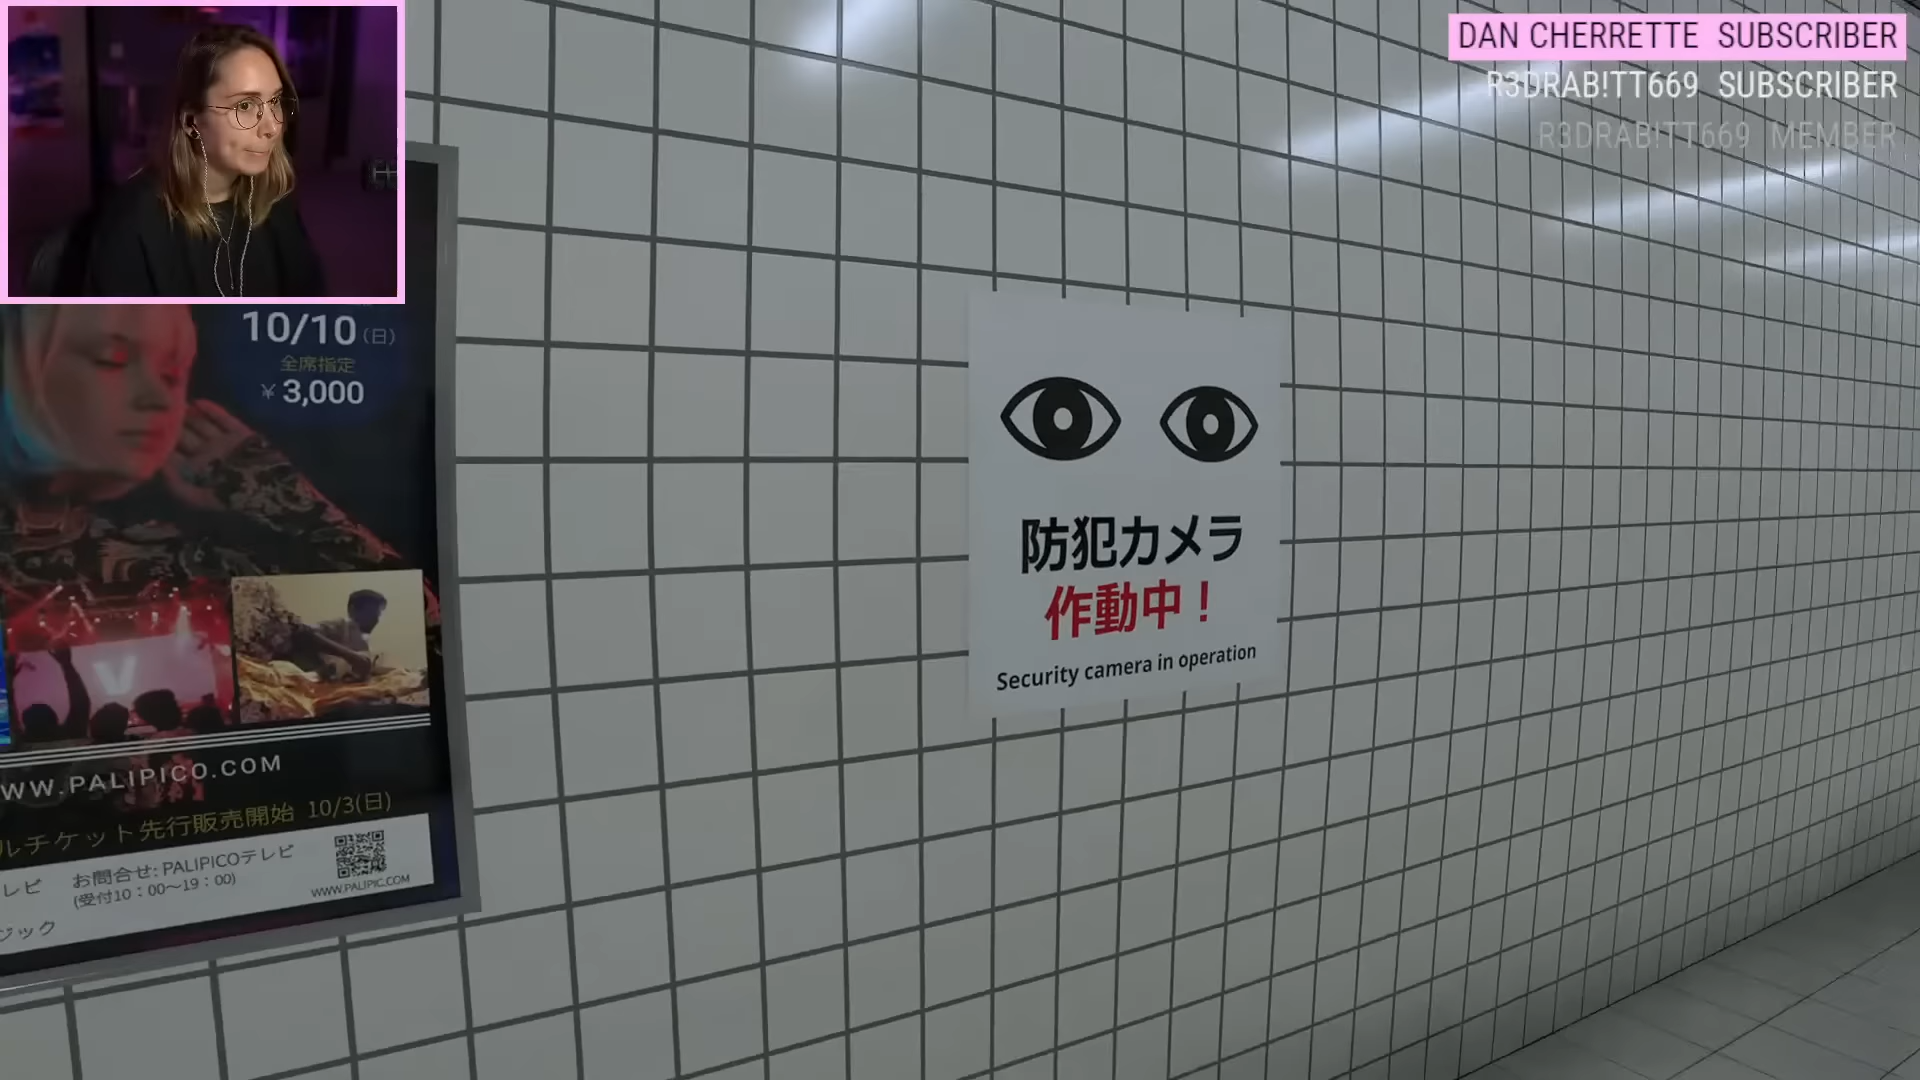 DAN CHERRETTE SUBSCRIBER
R3DRAB!TT669 SUBSCRIBER
R3DRAB!TT669 MEMBER
10/10(日)
全席指定
¥3,000
WW.PALIPICO.COM
ルチケット先行販売開始 10/3(日)
レビ
お問合せ: PALIPICOテレビ
(受付10:00~19:00)
WWW.PALIPIC.COM
ジック
防犯カメラ
作動中!
Security camera in operation